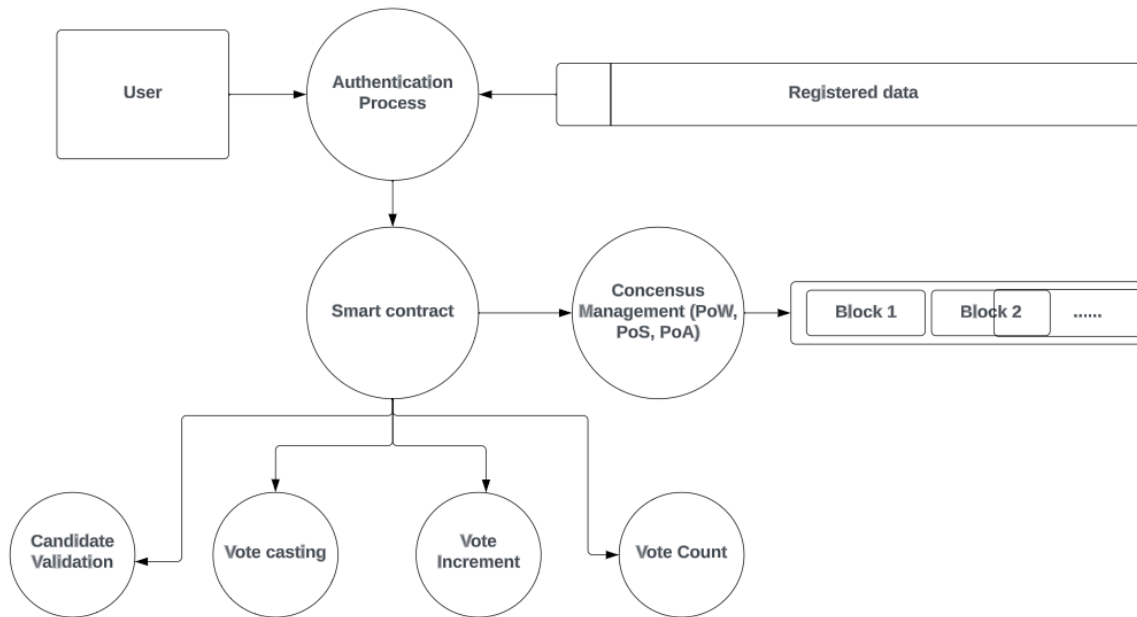 User
Authentication
Process
Registered data
Smart contract
Concensus
Management (PoW,
PoS, PoA)
Block 1
Block 2
......
Candidate
Validation
Vote casting
Vote
Increment
Vote Count